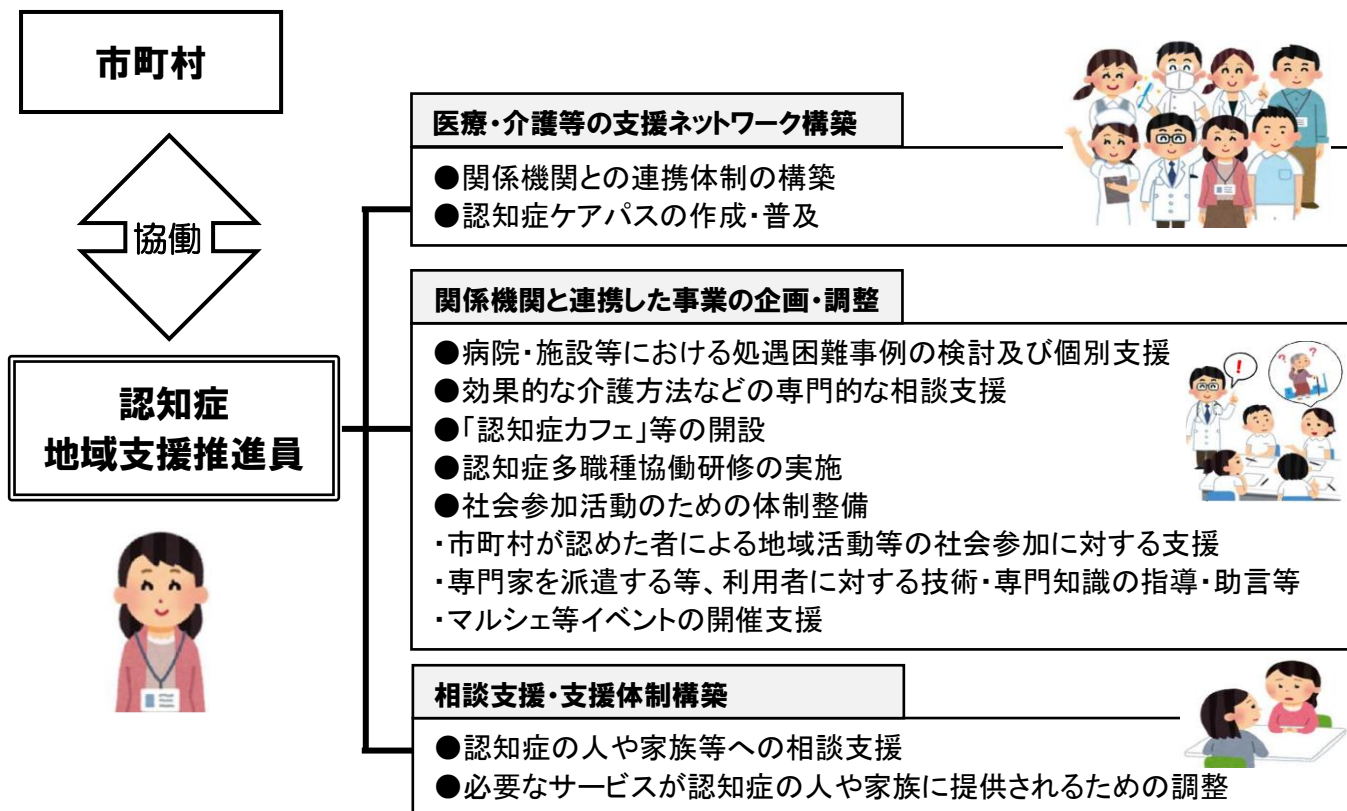 市町村
協働
認知症
地域支援推進員
医療・介護等の支援ネットワーク構築
●関係機関との連携体制の構築
●認知症ケアパスの作成・普及
関係機関と連携した事業の企画・調整
●病院・施設等における処遇困難事例の検討及び個別支援
●効果的な介護方法などの専門的な相談支援
●「認知症カフェ」等の開設
●認知症多職種協働研修の実施
●社会参加活動のための体制整備
・市町村が認めた者による地域活動等の社会参加に対する支援
・専門家を派遣する等、利用者に対する技術・専門知識の指導・助言等
・マルシェ等イベントの開催支援
!
? ?
相談支援・支援体制構築
●認知症の人や家族等への相談支援
●必要なサービスが認知症の人や家族に提供されるための調整